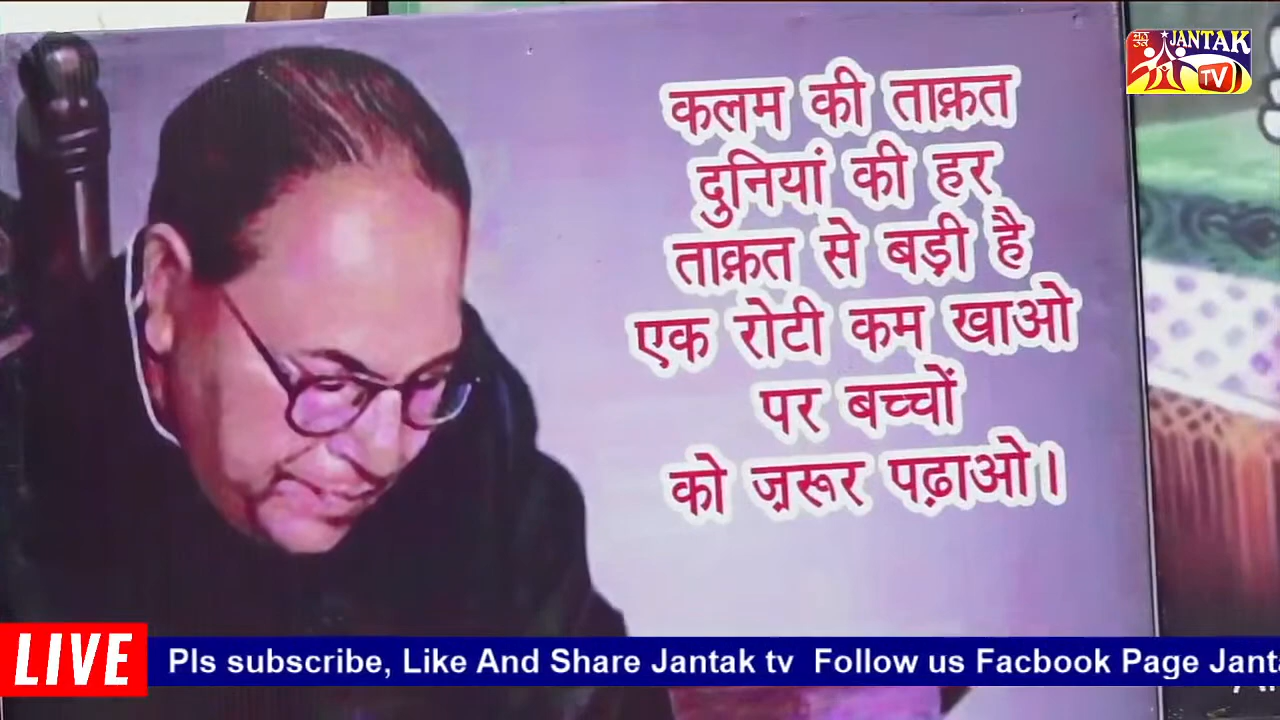 कलम की ताक़त
दुनियां की हर
ताक़त से बड़ी है
एक रोटी कम खाओ
पर बच्चों
को ज़रूर पढ़ाओ।
JANTAK
TV
LIVE
Pls subscribe, Like And Share Jantak tv Follow us Facbook Page